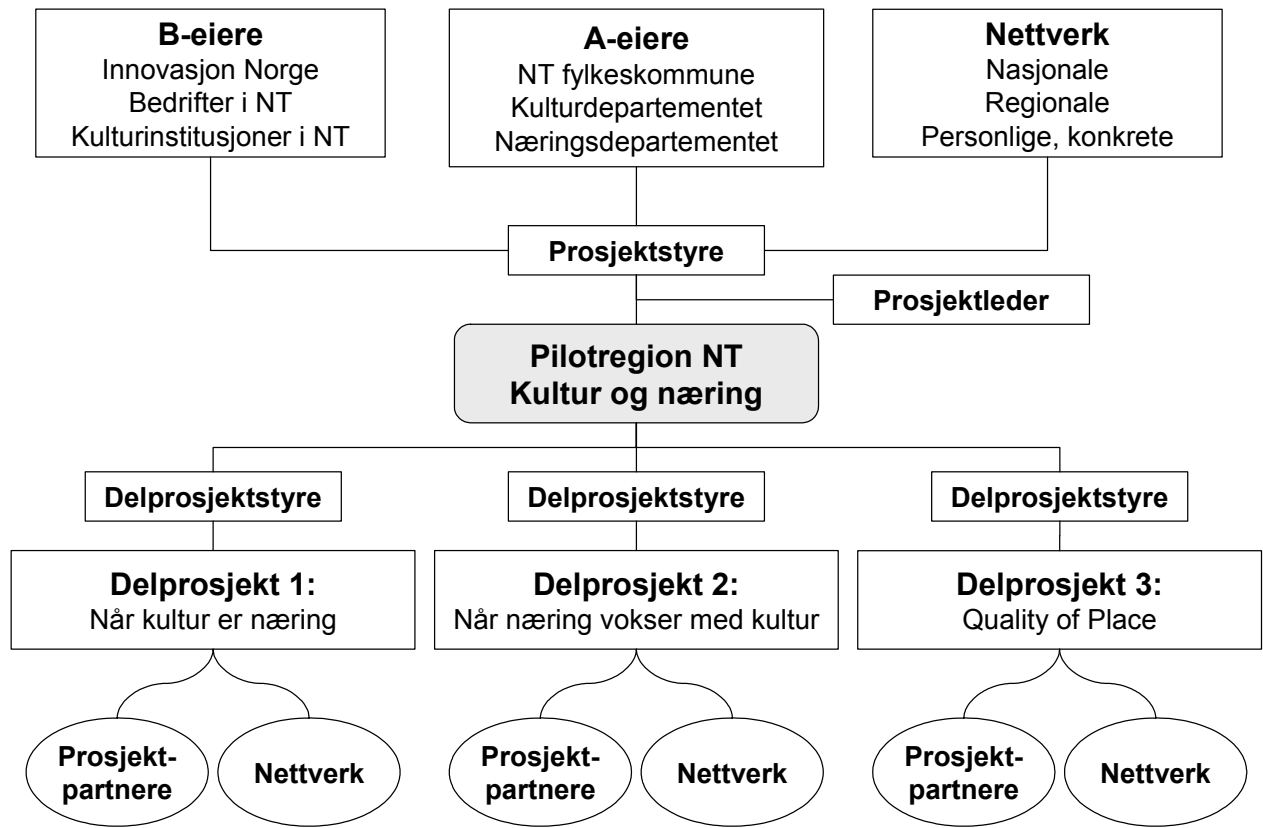 B-eiere
Innovasjon Norge
Bedrifter i NT
Kulturinstitusjoner i NT
A-eiere
NT fylkeskommune
Kulturdepartementet
Næringsdepartementet
Nettverk
Nasjonale
Regionale
Personlige, konkrete
Prosjektstyre
Prosjektleder
Pilotregion NT
Kultur og næring
Delprosjektstyre
Delprosjektstyre
Delprosjektstyre
Delprosjekt 1:
Når kultur er næring
Delprosjekt 2:
Når næring vokser med kultur
Delprosjekt 3:
Quality of Place
Prosjekt-
partnere
Nettverk
Prosjekt-
partnere
Nettverk
Prosjekt-
partnere
Nettverk